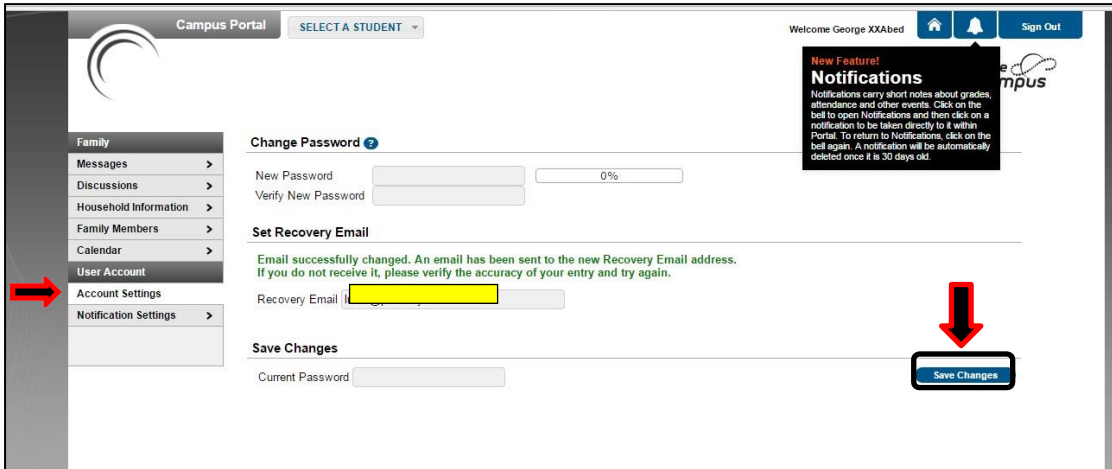 Campus Portal
SELECT A STUDENT
Welcome George XXAbed
Sign Out
New Feature!
Notifications
Notifications carry short notes about grades,
attendance and other events. Click on the
bell to open Notifications and then click on a
notification to be taken directly to it within
Portal. To return to Notifications, click on the
bell again. A notification will be automatically
deleted once it is 30 days old.
mpus
Family
Messages
Discussions
Household Information
Family Members
Calendar
User Account
Account Settings
Notification Settings
Change Password ?
New Password
0%
Verify New Password
Set Recovery Email
Email successfully changed. An email has been sent to the new Recovery Email address.
If you do not receive it, please verify the accuracy of your entry and try again.
Recovery Email
Save Changes
Current Password
Save Changes